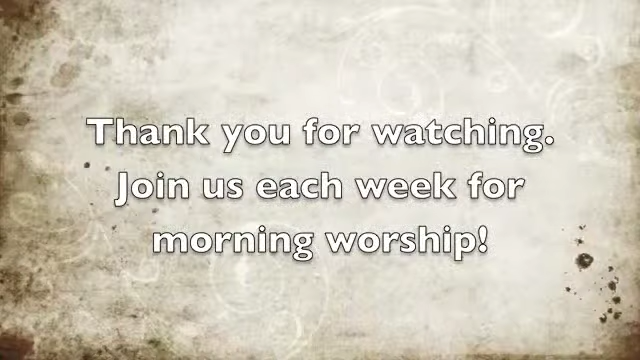 Thank you for watching.
Join us each week for
morning worship!